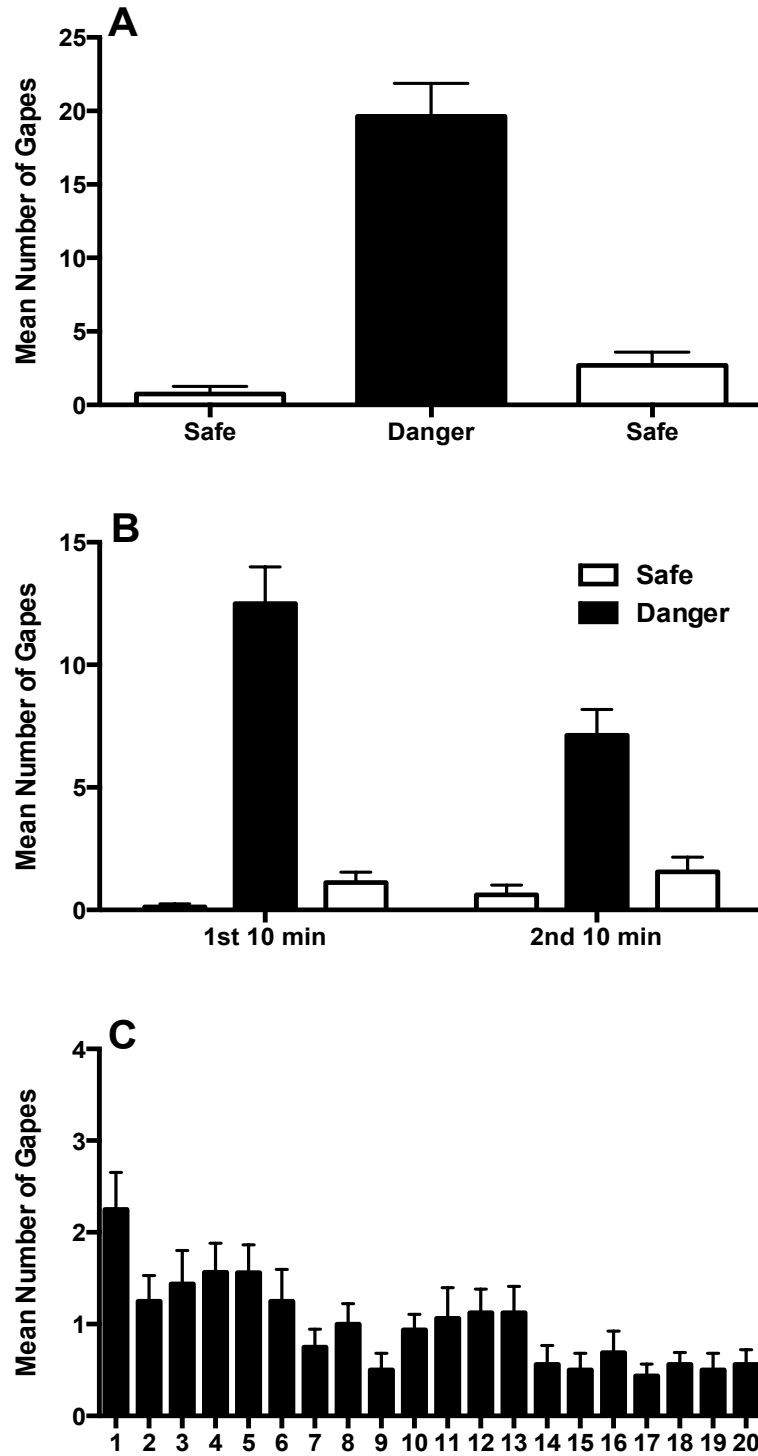 A
Mean Number of Gapes
25
20
15
10
5
0
Safe Danger Safe
B
Mean Number of Gapes
15
10
5
0
Safe
Danger
1st 10 min 2nd 10 min
C
Mean Number of Gapes
4
3
2
1
0
1 2 3 4 5 6 7 8 9 10 11 12 13 14 15 16 17 18 19 20